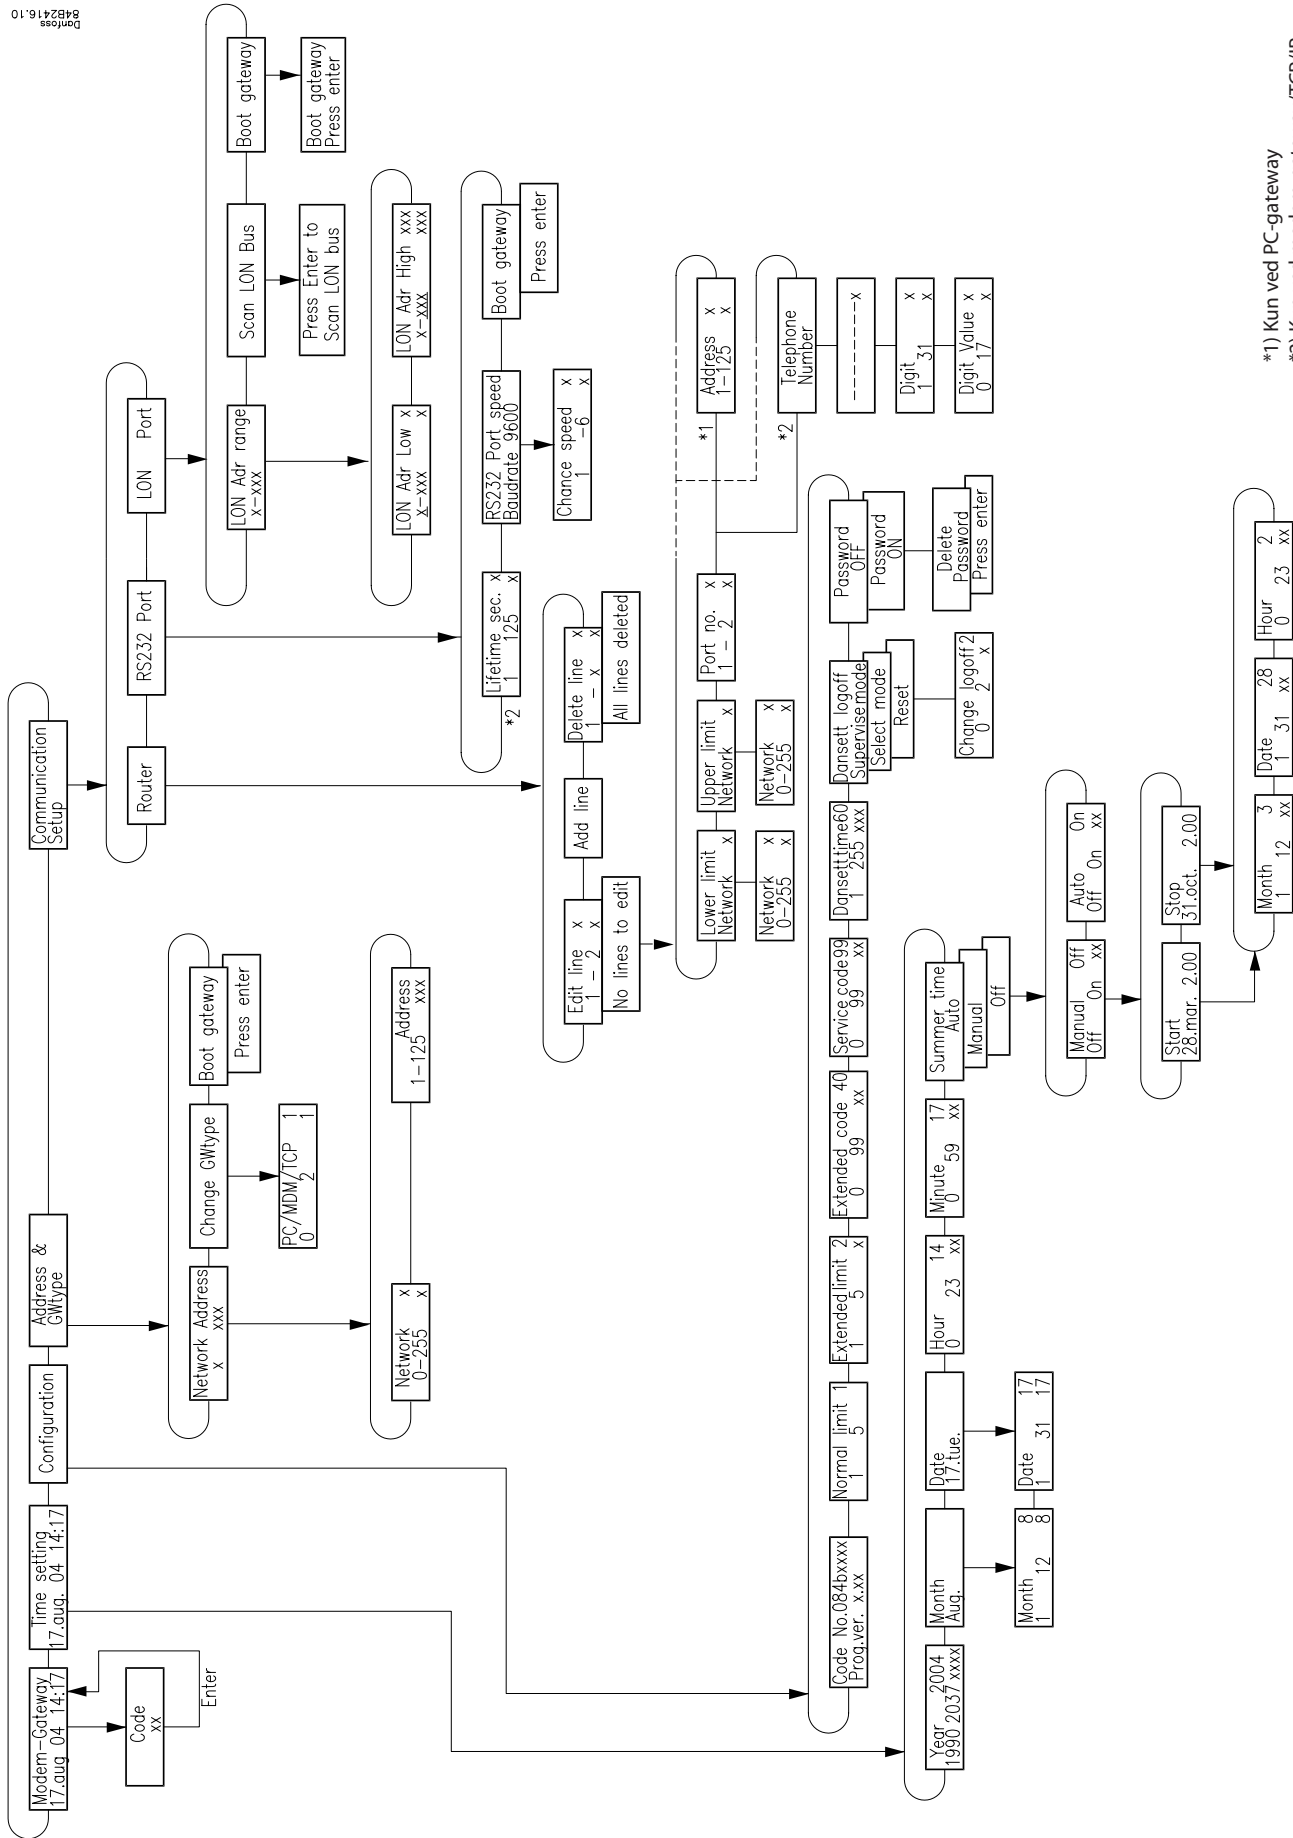 Danfoss
84B2416.10
Modem-Gateway
17.aug 04 14:17
Code
xx
Enter
Time setting
17.aug. 04 14:17
Configuration
Address &
GWtype
Communication
Setup
Network Address
x xxx
Change GWtype
PC/MDM/TCP 1
0 2 1
Boot gateway
Press enter
Network x
0-255 x
Address
1-125 xxx
Router
RS232 Port
LON Port
LON Adr range
x-xxx
Scan LON Bus
Press Enter to
Scan LON bus
Boot gateway
Boot gateway
Press enter
LON Adr Low x
x-xxx x
LON Adr High xxx
x-xxx xxx
*2
Lifetime sec. x
1 125 x
RS232 Port speed
Baudrate 9600
Chance speed x
1 -6 x
Boot gateway
Press enter
Edit line x
1 - 2 x
No lines to edit
Add line
Delete line x
1 - x x
All lines deleted
Lower limit
Network x
Network x
0-255 x
Upper limit
Network x
Network x
0-255 x
Port no. x
1 - 2 x
*1
Address x
1-125 x
*2
Telephone
Number
----------x
Digit x
1 31 x
Digit Value x
0 17 x
Code No.084bxxxx
Prog.ver. x.xx
Normal limit 1
1 5 x
Extended limit 2
1 5 x
Extended code 40
0 99 xx
Service code99
0 99 xx
Dansett time60
1 255 xxx
Dansett logoff
Supervise mode
Select mode
Reset
Change logoff2
0 2 x
Password
OFF
Password
ON
Delete
Password
Press enter
Year 2004
1990 2037 xxxx
Month
Aug.
Month 8
1 12 8
Date
17.tue.
Date 17
1 31 17
Hour 14
0 23 xx
Minute 17
0 59 xx
Summer time
Auto
Manual
Off
Manual Off
Off On xx
Auto On
Off On xx
Start
28.mar. 2.00
Stop
31.oct. 2.00
Month 3
1 12 xx
Date 28
1 31 xx
Hour 2
0 23 xx
*1) Kun ved PC-gateway